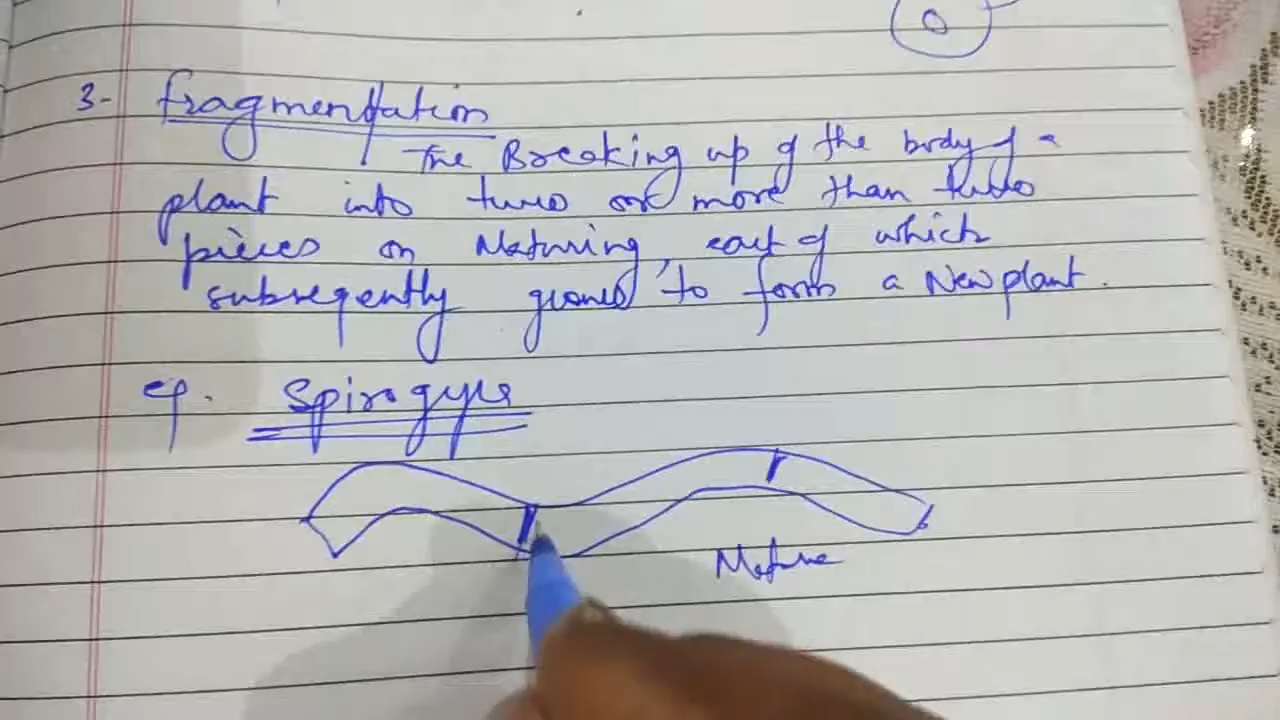 3- fragmentation
The Breaking up of the body of a
plant into two or more than two
pieces on Maturing, each of which
subseqently grows to form a New plant.
eg. Spirogyra
Mature